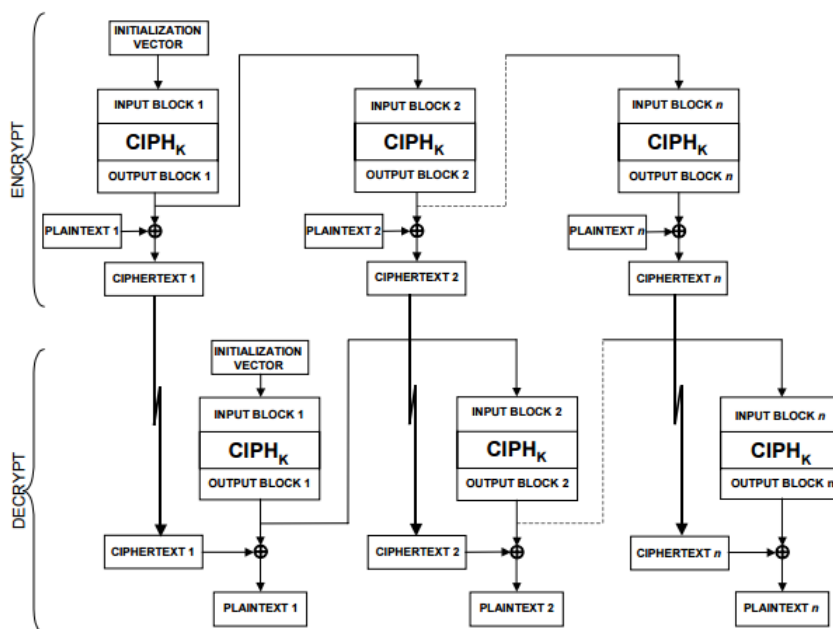 INITIALIZATION
VECTOR
INPUT BLOCK 1
INPUT BLOCK 2
INPUT BLOCK n
CIPHK
CIPHK
CIPHK
OUTPUT BLOCK 1
OUTPUT BLOCK 2
OUTPUT BLOCK n
ENCRYPT
PLAINTEXT 1
PLAINTEXT 2
PLAINTEXT n
CIPHERTEXT 1
CIPHERTEXT 2
CIPHERTEXT n
INITIALIZATION
VECTOR
INPUT BLOCK 1
INPUT BLOCK 2
INPUT BLOCK n
CIPHK
CIPHK
CIPHK
OUTPUT BLOCK 1
OUTPUT BLOCK 2
OUTPUT BLOCK n
DECRYPT
CIPHERTEXT 1
CIPHERTEXT 2
CIPHERTEXT n
PLAINTEXT 1
PLAINTEXT 2
PLAINTEXT n